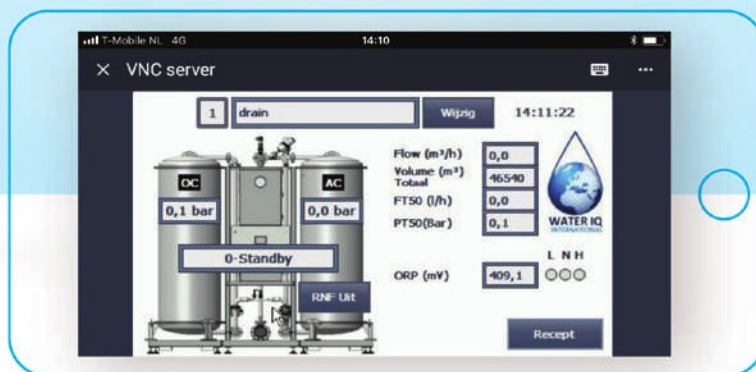 T-Mobile NL 4G 14:10
× VNC server ...
1 drain Wijzig 14:11:22
OC AC
0,1 bar 0,0 bar
0-Standby
RNF Uit
Flow (m³/h) 0,0
Volume (m³) Totaal 46540
FT50 (l/h) 0,0
PT50(Bar) 0,1
WATER IQ
INTERNATIONAL
L N H
ORP (mV) 409,1
Recept